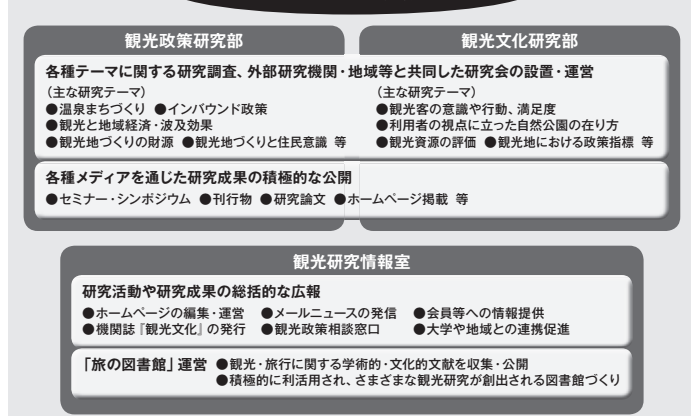 観光政策研究部
観光文化研究部
各種テーマに関する研究調査、外部研究機関・地域等と共同した研究会の設置・運営
（主な研究テーマ）
●温泉まちづくり ●インバウンド政策
●観光と地域経済・波及効果
●観光地づくりの財源 ●観光地づくりと住民意識 等
（主な研究テーマ）
●観光客の意識や行動、満足度
●利用者の視点に立った自然公園の在り方
●観光資源の評価 ●観光地における政策指標 等
各種メディアを通じた研究成果の積極的な公開
●セミナー・シンポジウム ●刊行物 ●研究論文 ●ホームページ掲載 等
観光研究情報室
研究活動や研究成果の総括的な広報
●ホームページの編集・運営 ●メールニュースの発信 ●会員等への情報提供
●機関誌『観光文化』の発行 ●観光政策相談窓口 ●大学や地域との連携促進
「旅の図書館」運営 ●観光・旅行に関する学術的・文化的文献を収集・公開
●積極的に利活用され、さまざまな観光研究が創出される図書館づくり